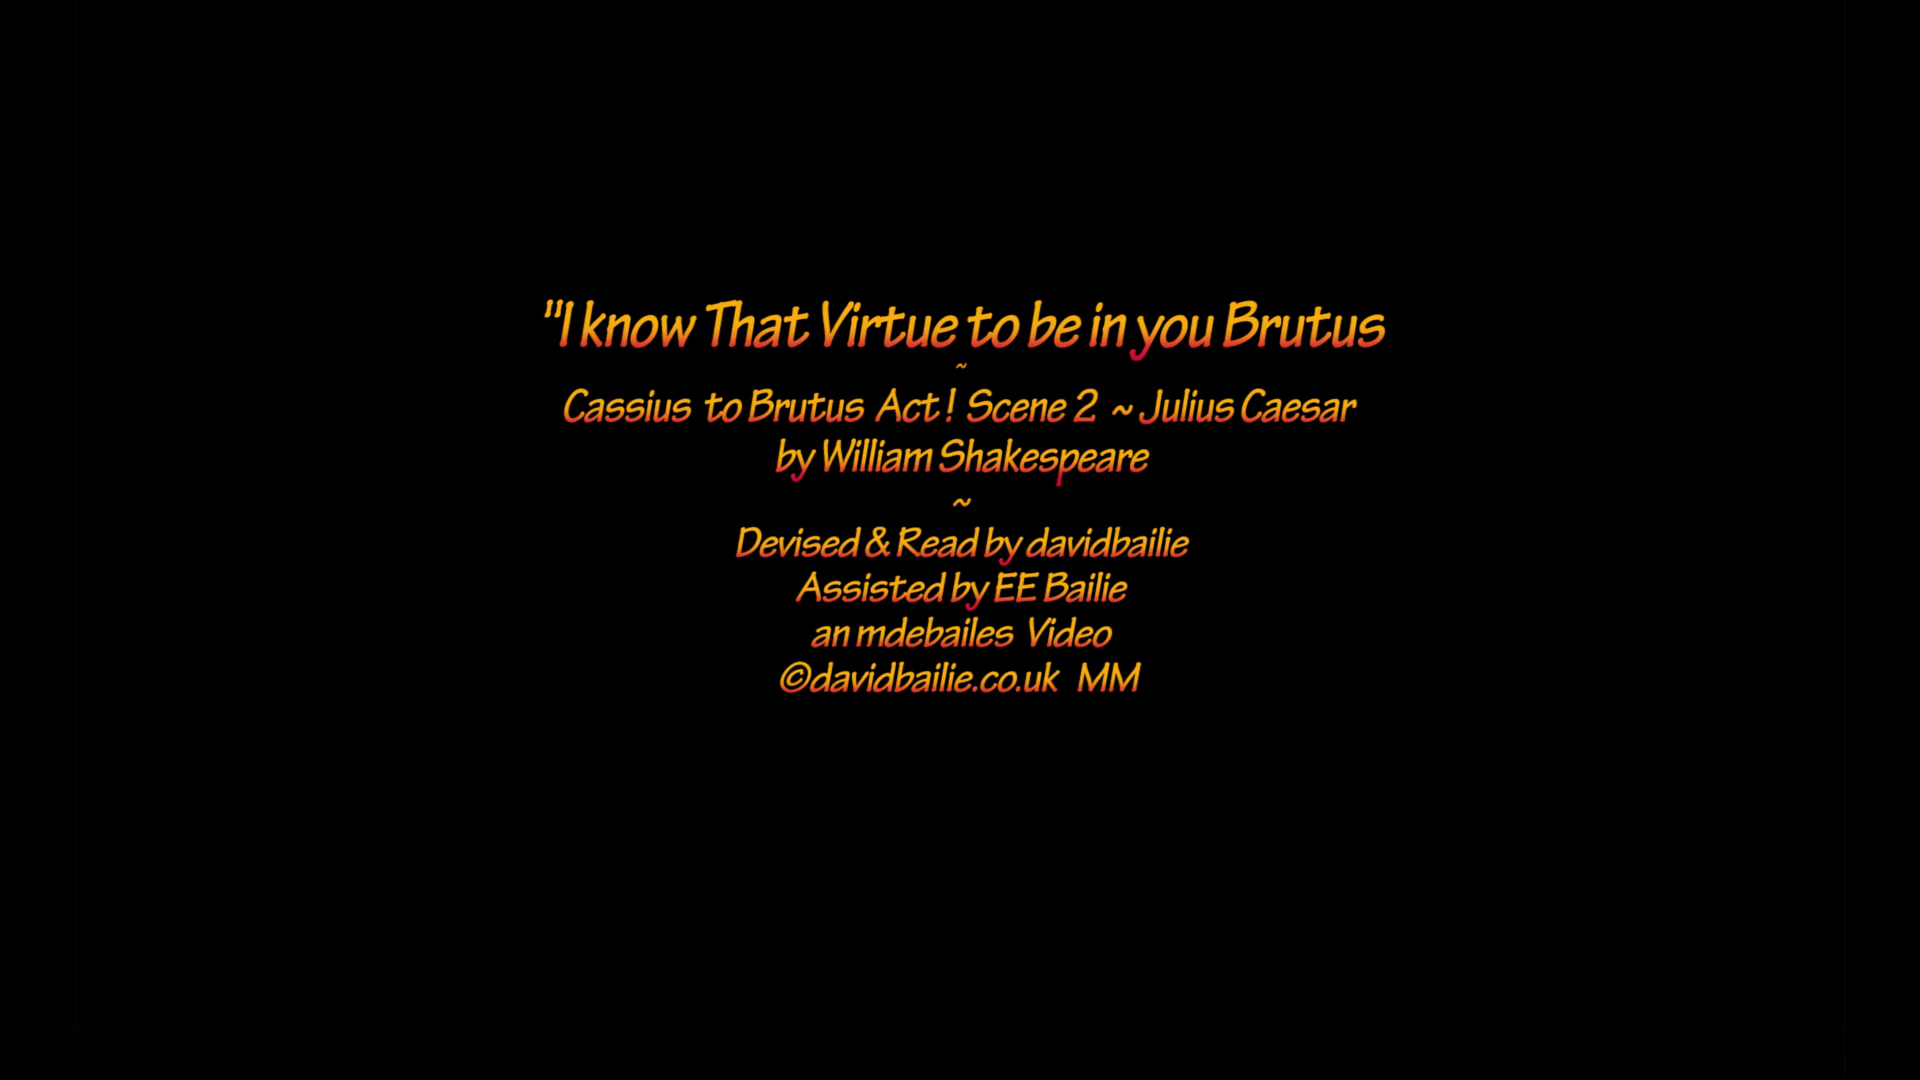 "I know That Virtue to be in you Brutus
~
Cassius to Brutus Act ! Scene 2 ~ Julius Caesar
by William Shakespeare
~
Devised & Read by davidbailie
Assisted by EE Bailie
an mdebailes Video
©davidbailie.co.uk MM